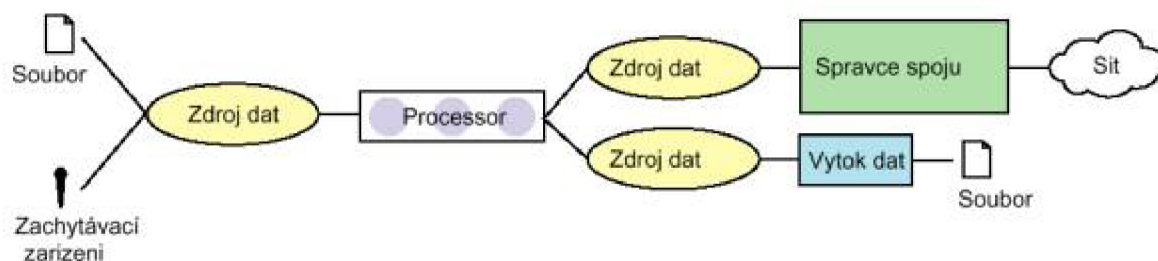 Soubor
Zachytávací
zarizeni
Zdroj dat
Processor
Zdroj dat
Spravce spoju
Sit
Zdroj dat
Vytok dat
Soubor